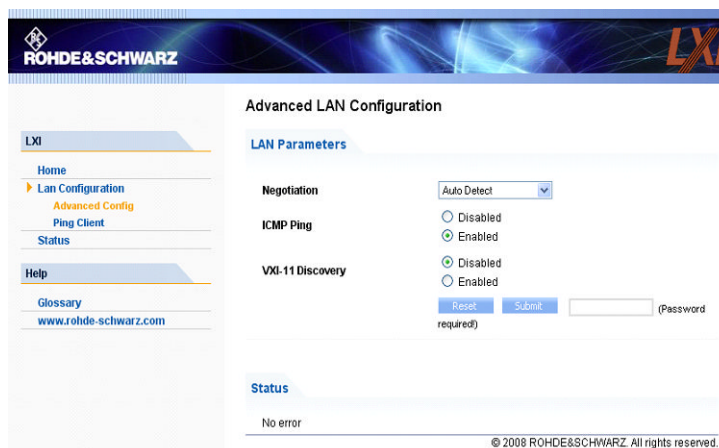 ROHDE&SCHWARZ
LXI
Advanced LAN Configuration
LXI
Home
Lan Configuration
Advanced Config
Ping Client
Status
Help
Glossary
www.rohde-schwarz.com
LAN Parameters
Negotiation
Auto Detect
ICMP Ping
Disabled
Enabled
VXI-11 Discovery
Disabled
Enabled
Reset
Submit
(Password
required!)
Status
No error
© 2008 ROHDE&SCHWARZ. All rights reserved.